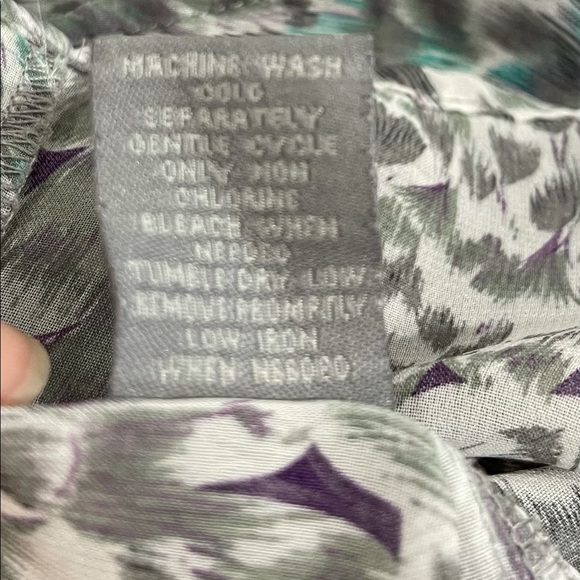 MACHINE WASH
COLD
SEPARATELY
GENTLE CYCLE
ONLY NON
CHLORINE
BLEACH WHEN
NEEDED
TUMBLE DRY LOW
REMOVE PROMPTLY
LOW IRON
WHEN NEEDED